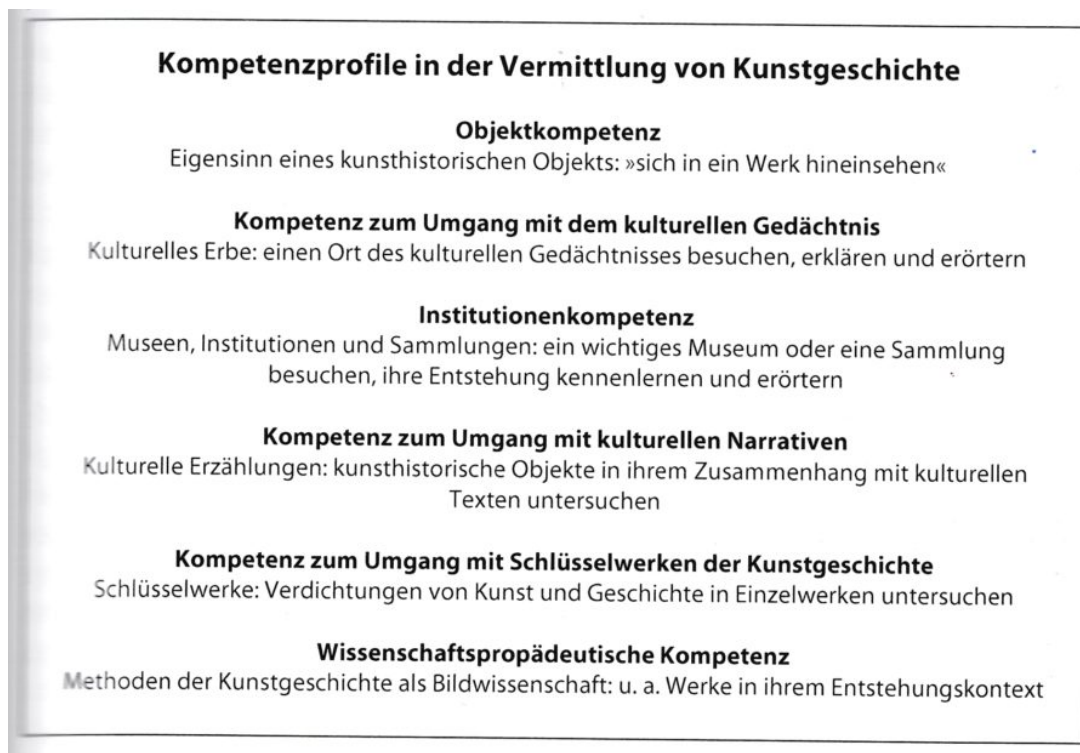 Kompetenzprofile in der Vermittlung von Kunstgeschichte
Objektkompetenz
Eigensinn eines kunsthistorischen Objekts: »sich in ein Werk hineinsehen«
Kompetenz zum Umgang mit dem kulturellen Gedächtnis
Kulturelles Erbe: einen Ort des kulturellen Gedächtnisses besuchen, erklären und erörtern
Institutionenkompetenz
Museen, Institutionen und Sammlungen: ein wichtiges Museum oder eine Sammlung
besuchen, ihre Entstehung kennenlernen und erörtern
Kompetenz zum Umgang mit kulturellen Narrativen
Kulturelle Erzählungen: kunsthistorische Objekte in ihrem Zusammenhang mit kulturellen
Texten untersuchen
Kompetenz zum Umgang mit Schlüsselwerken der Kunstgeschichte
Schlüsselwerke: Verdichtungen von Kunst und Geschichte in Einzelwerken untersuchen
Wissenschaftspropädeutische Kompetenz
Methoden der Kunstgeschichte als Bildwissenschaft: u. a. Werke in ihrem Entstehungskontext